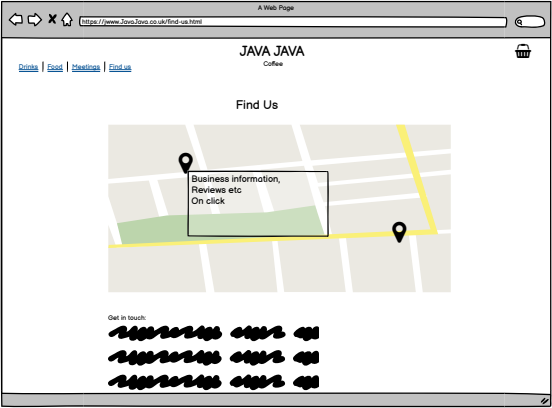 A Web Page
https://jwww.JavaJava.co.uk/find-us.html
JAVA JAVA
Coffee
Drinks Food Meetings Find us
Find Us
Business information,
Reviews etc
On click
Get in touch: